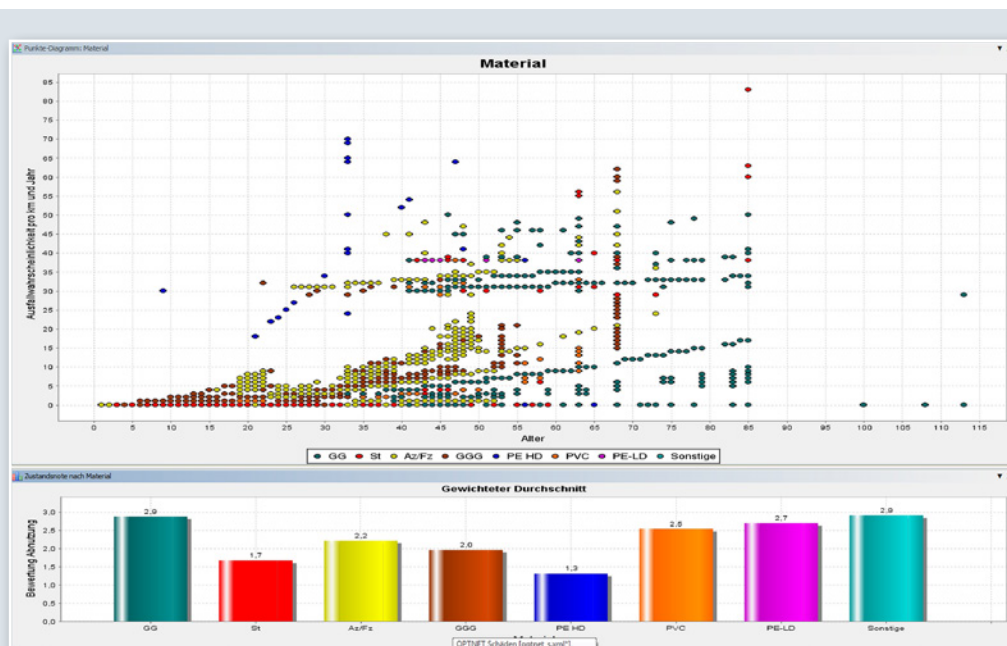 Punkte-Diagramm: Material
Material
Ausfallwahrscheinlichkeit pro km und Jahr
85
80
75
70
65
60
55
50
45
40
35
30
25
20
15
10
5
0
0 5 10 15 20 25 30 35 40 45 50 55 60 65 70 75 80 85 90 95 100 105 110 115
Alter
GG St Az/Fz GGG PE HD PVC PE-LD Sonstige
Zustandsnote nach Material
Gewichteter Durchschnitt
Bewertung Abnutzung
3,0
2,5
2,0
1,5
1,0
0,5
0,0
2,9 1,7 2,2 2,0 1,3 2,5 2,7 2,9
GG St Az/Fz GGG PE HD PVC PE-LD Sonstige